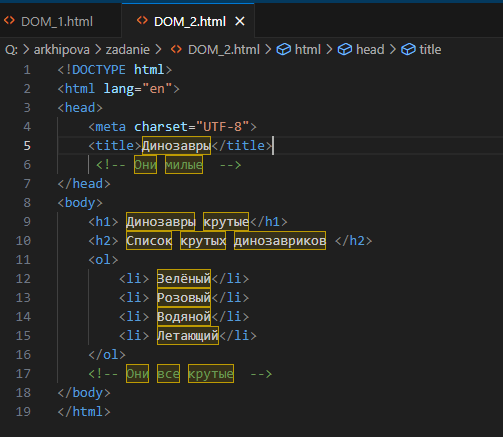 DOM_1.html DOM_2.html
Q: > arkhipova > zadanie > DOM_2.html > html > head > title
1 <!DOCTYPE html>
2 <html lang="en">
3 <head>
4 <meta charset="UTF-8">
5 <title>Динозавры</title>
6 <!-- Они милые  -->
7 </head>
8 <body>
9 <h1> Динозавры крутые</h1>
10 <h2> Список крутых динозавриков </h2>
11 <ol>
12 <li> Зелёный</li>
13 <li> Розовый</li>
14 <li> Водяной</li>
15 <li> Летающий</li>
16 </ol>
17 <!-- Они все крутые  -->
18 </body>
19 </html>